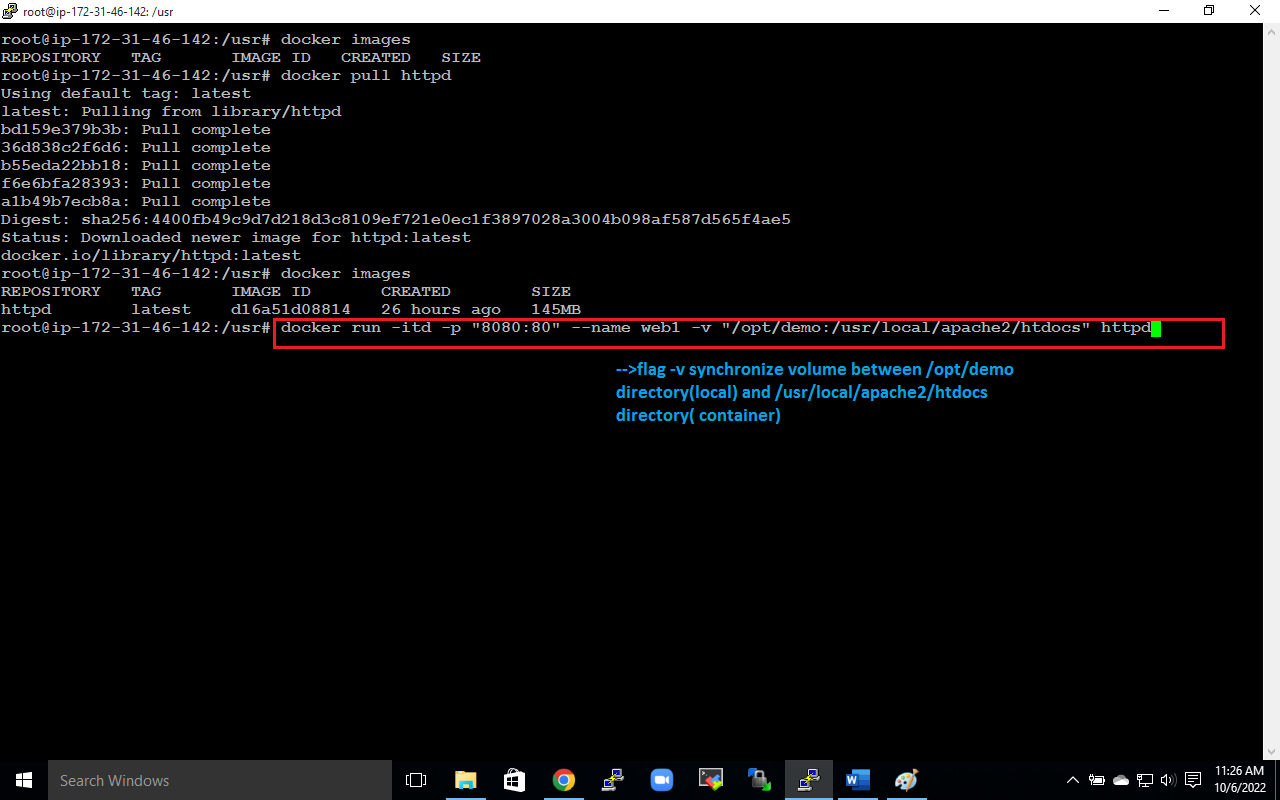 root@ip-172-31-46-142: /usr
root@ip-172-31-46-142:/usr# docker images
REPOSITORY   TAG       IMAGE ID   CREATED   SIZE
root@ip-172-31-46-142:/usr# docker pull httpd
Using default tag: latest
latest: Pulling from library/httpd
bd159e379b3b: Pull complete
36d838c2f6d6: Pull complete
b55eda22bb18: Pull complete
f6e6bfa28393: Pull complete
a1b49b7ecb8a: Pull complete
Digest: sha256:4400fb49c9d7d218d3c8109ef721e0ec1f3897028a3004b098af587d565f4ae5
Status: Downloaded newer image for httpd:latest
docker.io/library/httpd:latest
root@ip-172-31-46-142:/usr# docker images
REPOSITORY   TAG       IMAGE ID       CREATED        SIZE
httpd        latest    d16a51d08814   26 hours ago   145MB
root@ip-172-31-46-142:/usr# docker run -itd -p "8080:80" --name web1 -v "/opt/demo:/usr/local/apache2/htdocs" httpd
-->flag -v synchronize volume between /opt/demo
directory(local) and /usr/local/apache2/htdocs
directory( container)
Search Windows
11:26 AM
10/6/2022